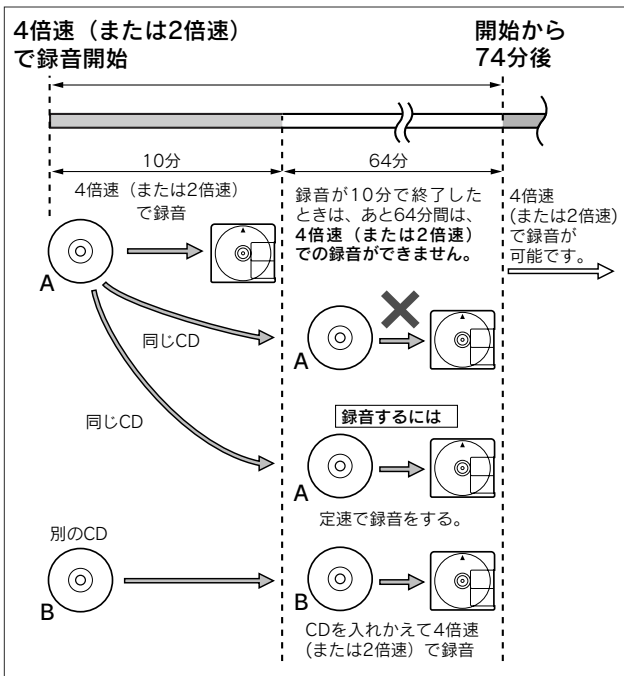 4倍速（または2倍速）
で録音開始
開始から
74分後
10分
64分
4倍速（または2倍速）
で録音
録音が10分で終了した
ときは、あと64分間は、
4倍速（または2倍速）
での録音ができません。
4倍速
(または2倍速)
で録音が
可能です。
A
同じCD
A
同じCD
録音するには
A
定速で録音をする。
別のCD
B
B
CDを入れかえて4倍速
(または2倍速）で録音